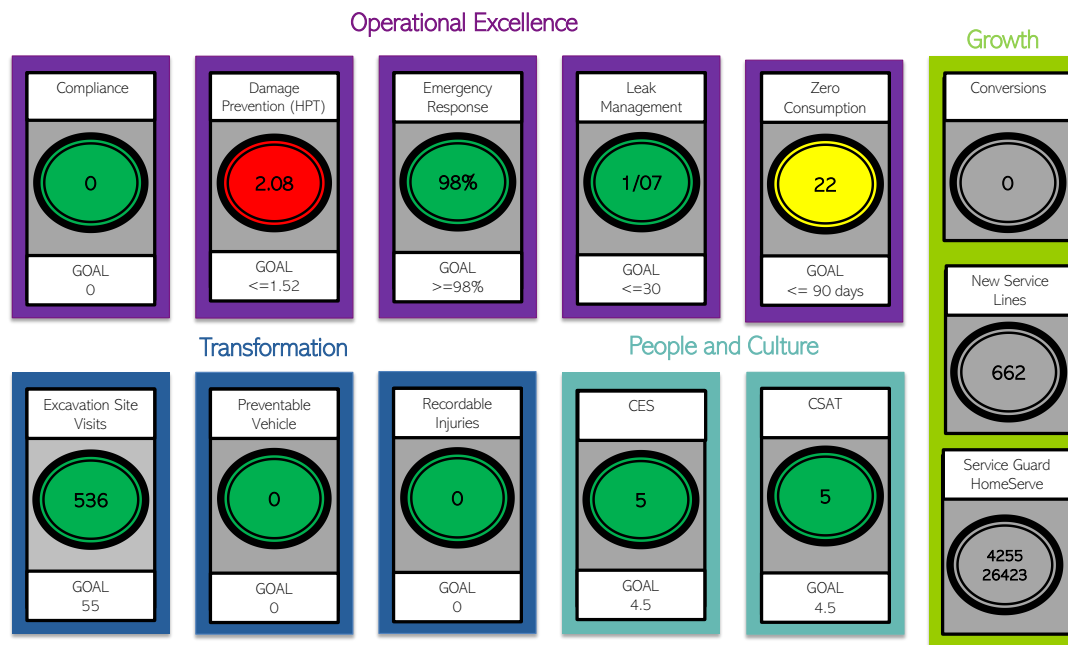 Operational Excellence
Growth
Compliance
0
GOAL
0
Damage
Prevention (HPT)
2.08
GOAL
<=1.52
Emergency
Response
98%
GOAL
>=98%
Leak
Management
1/07
GOAL
<=30
Zero
Consumption
22
GOAL
<= 90 days
Conversions
0
New Service
Lines
662
Service Guard
HomeServe
4255
26423
Transformation
People and Culture
Excavation Site
Visits
536
GOAL
55
Preventable
Vehicle
0
GOAL
0
Recordable
Injuries
0
GOAL
0
CES
5
GOAL
4.5
CSAT
5
GOAL
4.5